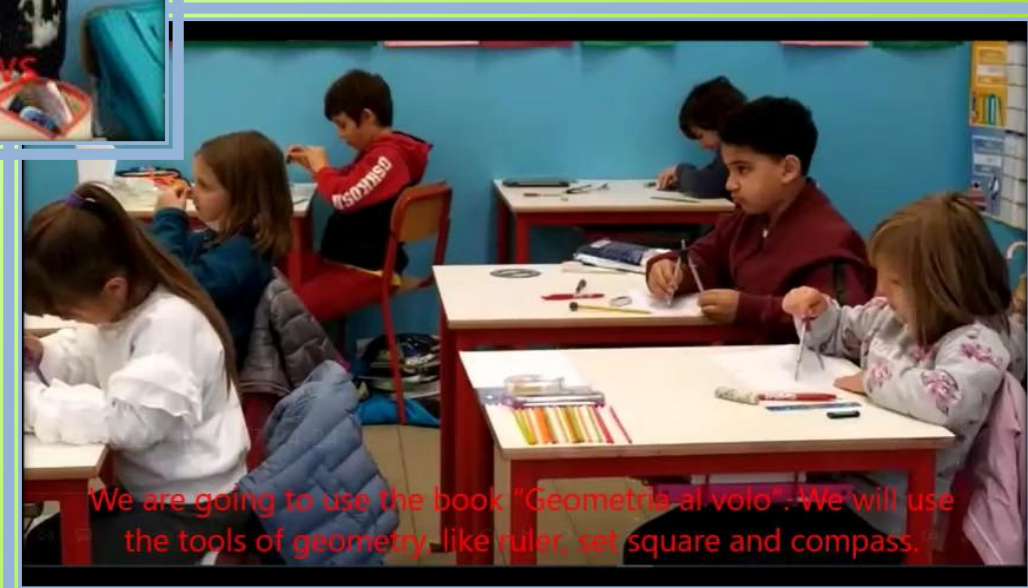 We are going to use the book "Geometria al volo". We will use
the tools of geometry, like ruler, set square and compass.